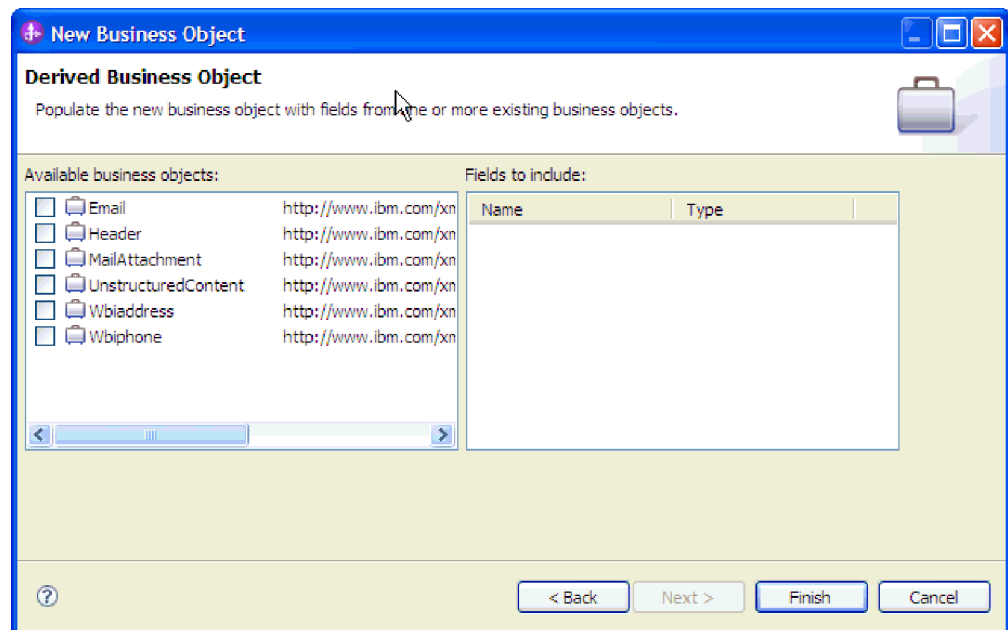 New Business Object
Derived Business Object
Populate the new business object with fields from one or more existing business objects.
Available business objects:
Fields to include:
Email http://www.ibm.com/xn
Header http://www.ibm.com/xn
MailAttachment http://www.ibm.com/xn
UnstructuredContent http://www.ibm.com/xn
Wbiaddress http://www.ibm.com/xn
Wbiphone http://www.ibm.com/xn
Name Type
< Back Next > Finish Cancel